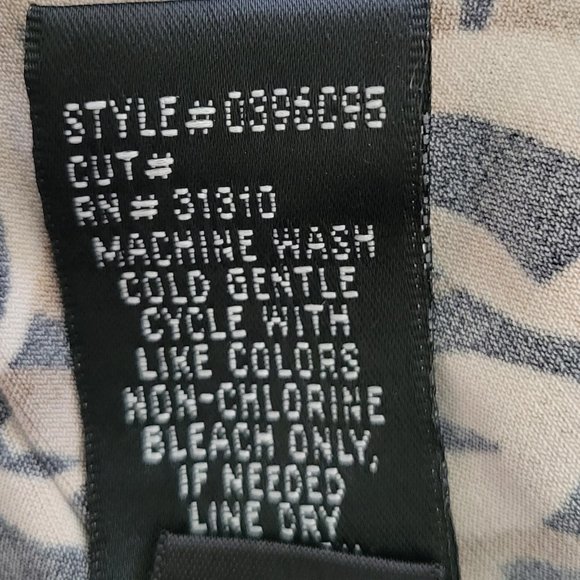 STYLE# 0396C95
CUT#
RN# 31310
MACHINE WASH
COLD GENTLE
CYCLE WITH
LIKE COLORS
NON-CHLORINE
BLEACH ONLY,
IF NEEDED
LINE DRY